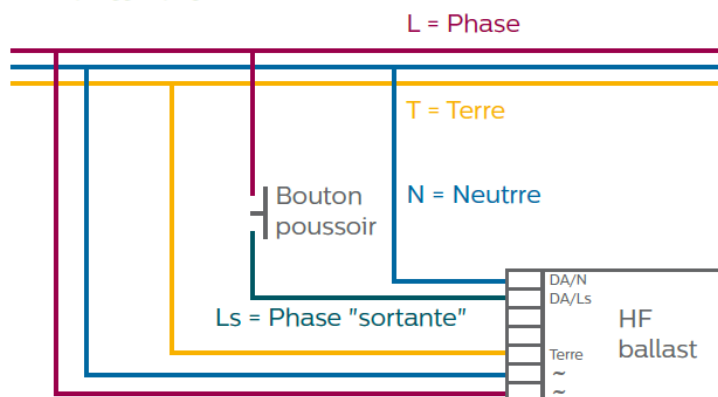 L = Phase
T = Terre
Bouton
poussoir
N = Neutrre
DA/N
DA/Ls
Ls = Phase "sortante"
HF
ballast
Terre
~
~